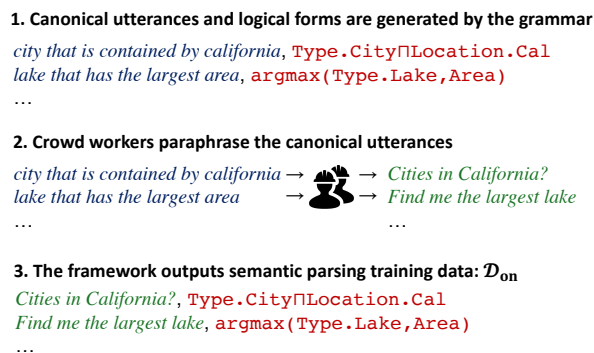 1. Canonical utterances and logical forms are generated by the grammar
city that is contained by california, Type.City⊓Location.Cal
lake that has the largest area, argmax(Type.Lake,Area)
…
2. Crowd workers paraphrase the canonical utterances
city that is contained by california → → Cities in California?
lake that has the largest area → → Find me the largest lake
… …
3. The framework outputs semantic parsing training data: 𝒟on
Cities in California?, Type.City⊓Location.Cal
Find me the largest lake, argmax(Type.Lake,Area)
…